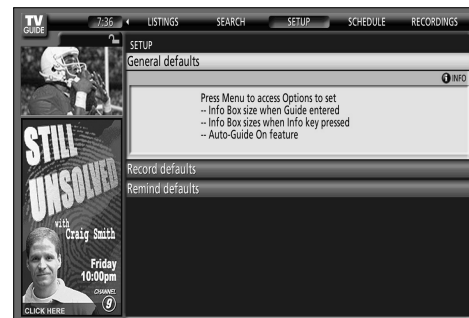 TV
GUIDE
7:36
LISTINGS SEARCH SETUP SCHEDULE RECORDINGS
SETUP
General defaults
INFO
Press Menu to access Options to set
-- Info Box size when Guide entered
-- Info Box sizes when Info key pressed
-- Auto-Guide On feature
Record defaults
Remind defaults
STILL
UNSOLVED
with
Craig Smith
Friday
10:00pm
CHANNEL
9
CLICK HERE